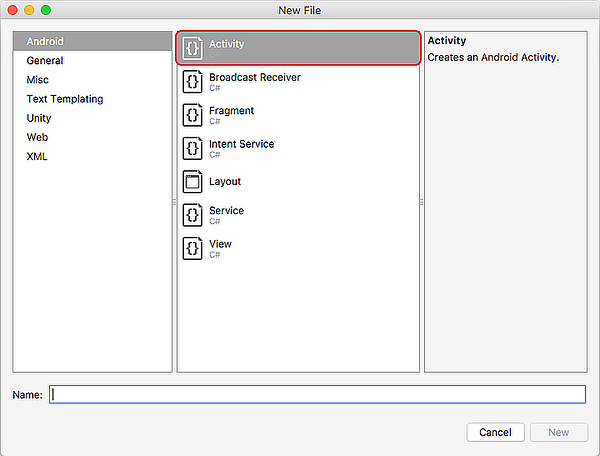 New File
Android
General
Misc
Text Templating
Unity
Web
XML
Activity
C#
Broadcast Receiver
C#
Fragment
C#
Intent Service
C#
Layout
Service
C#
View
C#
Activity
Creates an Android Activity.
Name:
Cancel
New